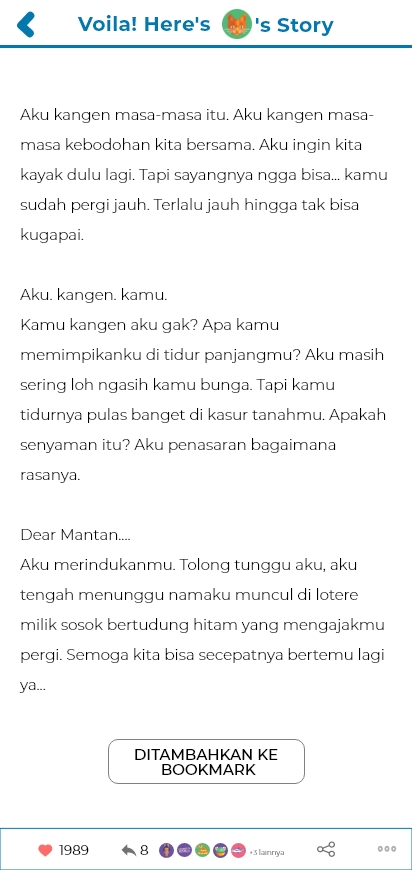 Voila! Here's 's Story
Aku kangen masa-masa itu. Aku kangen masa-
masa kebodohan kita bersama. Aku ingin kita
kayak dulu lagi. Tapi sayangnya ngga bisa... kamu
sudah pergi jauh. Terlalu jauh hingga tak bisa
kugapai.
Aku. kangen. kamu.
Kamu kangen aku gak? Apa kamu
memimpikanku di tidur panjangmu? Aku masih
sering loh ngasih kamu bunga. Tapi kamu
tidurnya pulas banget di kasur tanahmu. Apakah
senyaman itu? Aku penasaran bagaimana
rasanya.
Dear Mantan....
Aku merindukanmu. Tolong tunggu aku, aku
tengah menunggu namaku muncul di lotere
milik sosok bertudung hitam yang mengajakmu
pergi. Semoga kita bisa secepatnya bertemu lagi
ya...
DITAMBAHKAN KE
BOOKMARK
1989 8 +3 lainnya